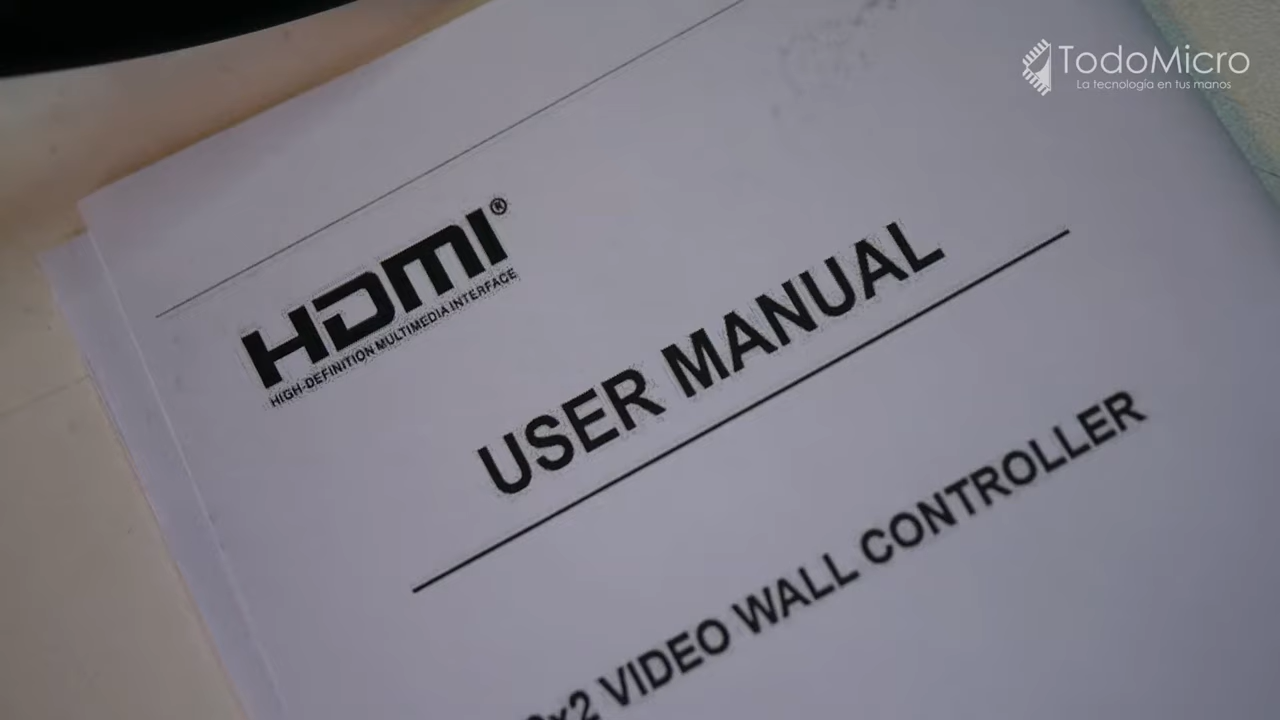 TodoMicro
La tecnología en tus manos
HDMI®
HIGH-DEFINITION MULTIMEDIA INTERFACE
USER MANUAL
VIDEO WALL CONTROLLER